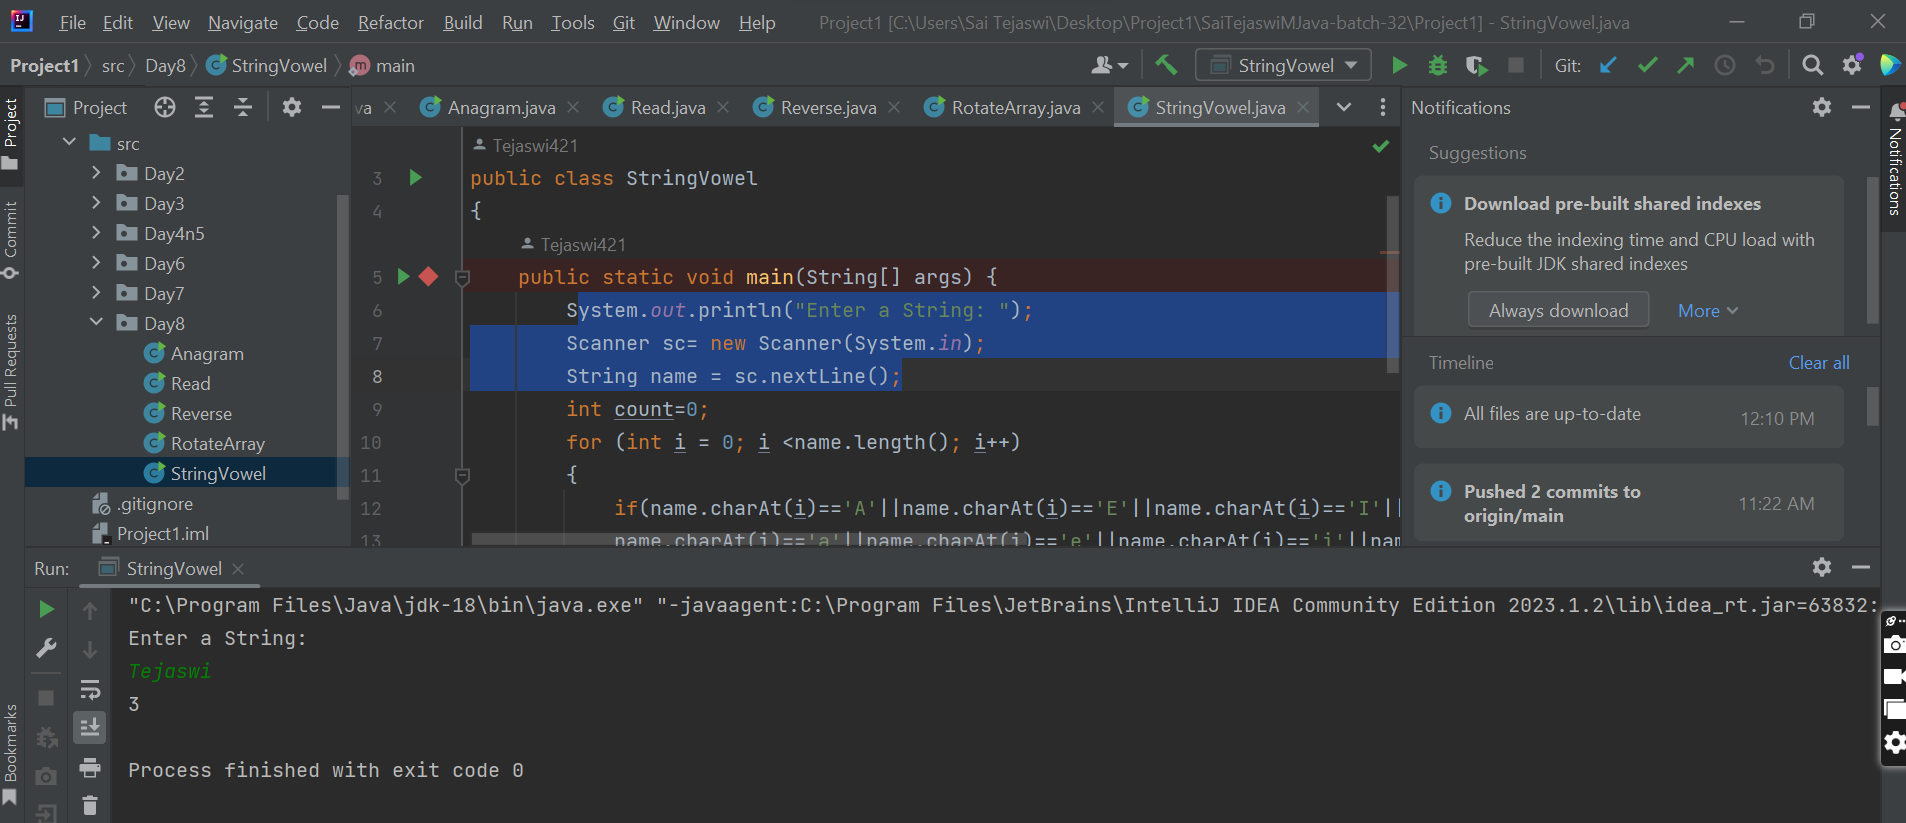 File Edit View Navigate Code Refactor Build Run Tools Git Window Help Project1 [C:\Users\Sai Tejaswi\Desktop\Project1\SaiTejaswiMJava-batch-32\Project1] - StringVowel.java
Project1 src Day8 StringVowel main StringVowel Git:
Project
Commit
Pull Requests
Bookmarks
Project
src
Day2
Day3
Day4n5
Day6
Day7
Day8
Anagram
Read
Reverse
RotateArray
StringVowel
.gitignore
Project1.iml
va Anagram.java Read.java Reverse.java RotateArray.java StringVowel.java
Tejaswi421
3 public class StringVowel
4 {
Tejaswi421
5 public static void main(String[] args) {
6 System.out.println("Enter a String: ");
7 Scanner sc= new Scanner(System.in);
8 String name = sc.nextLine();
9 int count=0;
10 for (int i = 0; i <name.length(); i++)
11 {
12 if(name.charAt(i)=='A'||name.charAt(i)=='E'||name.charAt(i)=='I'||
13 name.charAt(i)=='a'||name.charAt(i)=='e'||name.charAt(i)=='i'||nam
Notifications
Suggestions
Download pre-built shared indexes
Reduce the indexing time and CPU load with
pre-built JDK shared indexes
Always download More
Timeline Clear all
All files are up-to-date 12:10 PM
Pushed 2 commits to
origin/main 11:22 AM
Notifications
Run: StringVowel
"C:\Program Files\Java\jdk-18\bin\java.exe" "-javaagent:C:\Program Files\JetBrains\IntelliJ IDEA Community Edition 2023.1.2\lib\idea_rt.jar=63832:
Enter a String:
Tejaswi
3
Process finished with exit code 0